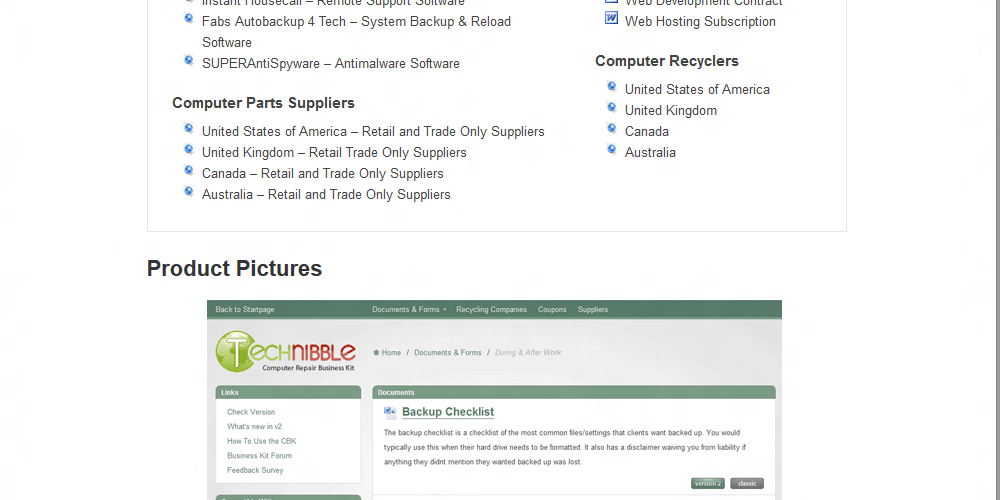 Instant HouseCall – Remote Support Software
Fabs Autobackup 4 Tech – System Backup & Reload
Software
SUPERAntiSpyware – Antimalware Software
Computer Parts Suppliers
United States of America – Retail and Trade Only Suppliers
United Kingdom – Retail Trade Only Suppliers
Canada – Retail and Trade Only Suppliers
Australia – Retail and Trade Only Suppliers
Web Development Contract
Web Hosting Subscription
Computer Recyclers
United States of America
United Kingdom
Canada
Australia
Product Pictures
Back to Startpage
Documents & Forms
Recycling Companies
Coupons
Suppliers
TECHNIBBLE
Computer Repair Business Kit
Home / Documents & Forms / During & After Work
Links
Check Version
What's new in v2
How To Use the CBK
Business Kit Forum
Feedback Survey
Documents
Backup Checklist
The backup checklist is a checklist of the most common files/settings that clients want backed up. You would
typically use this when their hard drive needs to be formatted. It also has a disclaimer waiving you from liability if
anything they didnt mention they wanted backed up was lost.
version 2
classic